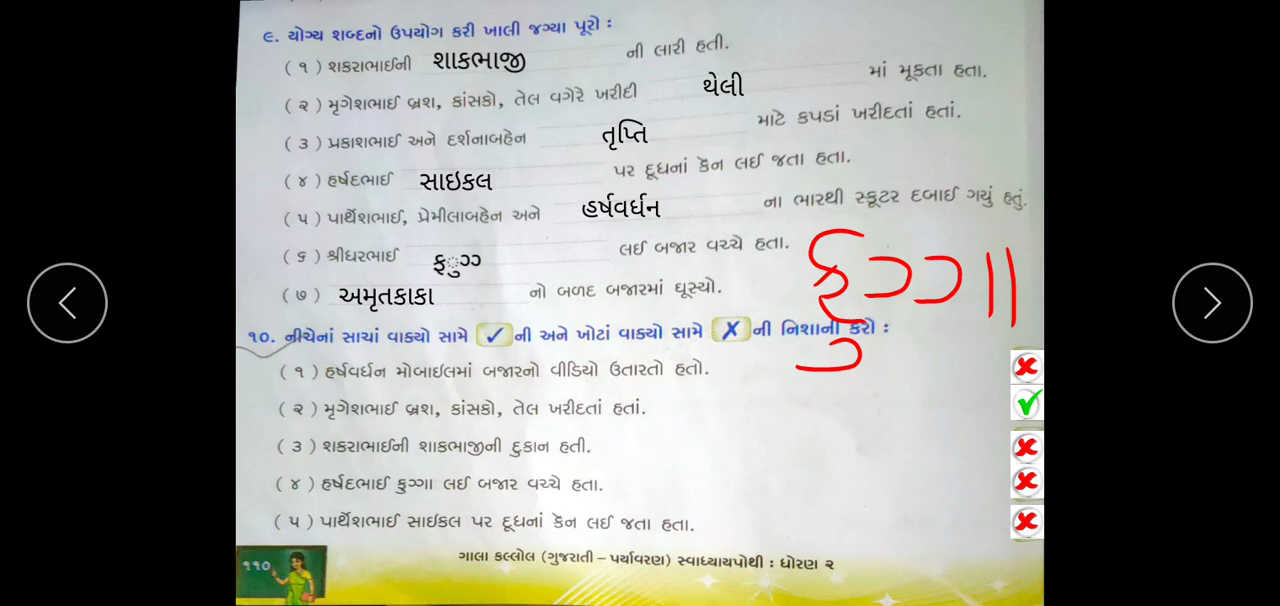 ૯. યોગ્ય શબ્દનો ઉપયોગ કરી ખાલી જગ્યા પૂરો :
(૧) શકરાભાઈની શાકભાજી ની લારી હતી.
(૨) મૃગેશભાઈ બ્રશ, કાંસકો, તેલ વગેરે ખરીદી થેલી માં મૂકતા હતા.
(૩) પ્રકાશભાઈ અને દર્શનાબહેન તૃપ્તિ માટે કપડાં ખરીદતાં હતાં.
(૪) હર્ષદભાઈ સાઇકલ પર દૂધનાં કૅન લઈ જતા હતા.
(૫) પાર્થેશભાઈ, પ્રેમીલાબહેન અને હર્ષવર્ધન ના ભારથી સ્કૂટર દબાઈ ગયું હતું.
(૬) શ્રીધરભાઈ ફુગ્ગ લઈ બજાર વચ્ચે હતા. ફુગ્ગા
(૭) અમૃતકાકા નો બળદ બજારમાં ઘૂસ્યો.
૧૦. નીચેનાં સાચાં વાક્યો સામે ✓ ની અને ખોટાં વાક્યો સામે ✗ ની નિશાની કરો :
(૧) હર્ષવર્ધન મોબાઇલમાં બજારનો વીડિયો ઉતારતો હતો. ✗
(૨) મૃગેશભાઈ બ્રશ, કાંસકો, તેલ ખરીદતાં હતાં. ✓
(૩) શકરાભાઈની શાકભાજીની દુકાન હતી. ✗
(૪) હર્ષદભાઈ ફુગ્ગા લઈ બજાર વચ્ચે હતા. ✗
(૫) પાર્થેશભાઈ સાઇકલ પર દૂધનાં કૅન લઈ જતા હતા. ✗
૧૧૦ ગાલા કલ્લોલ (ગુજરાતી – પર્યાવરણ) સ્વાધ્યાયપોથી : ધોરણ ૨